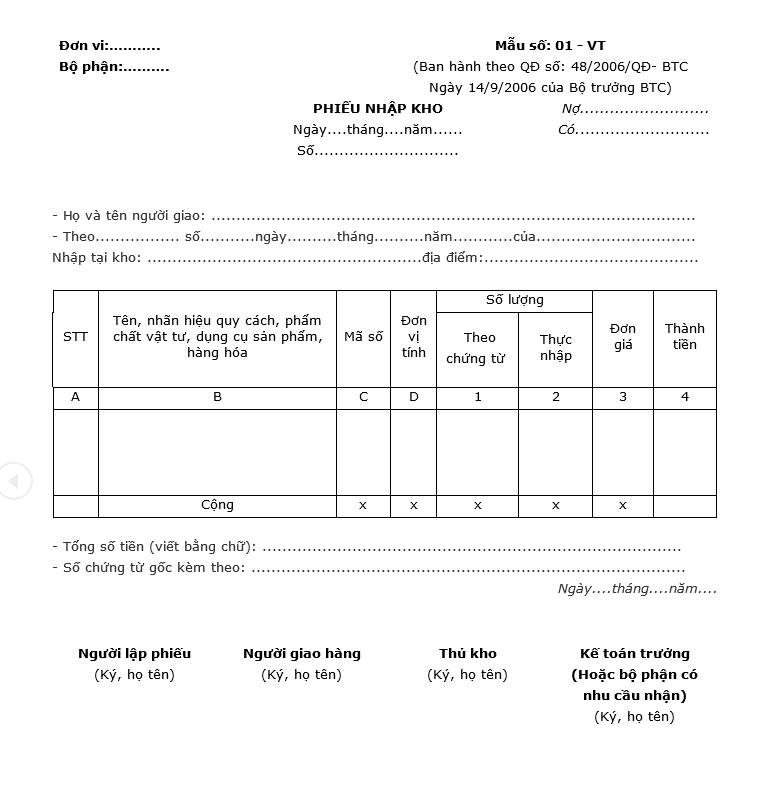 Đơn vi:...........
Mẫu số: 01 - VT
Bộ phận:..........
(Ban hành theo QĐ số: 48/2006/QĐ- BTC
Ngày 14/9/2006 của Bộ trưởng BTC)
PHIẾU NHẬP KHO
Nợ..........................
Ngày....tháng....năm......
Có...........................
Số.............................
- Họ và tên người giao: .................................................................................................
- Theo................. số...........ngày..........tháng..........năm............của................................
Nhập tại kho: .......................................................địa điểm:...........................................
STT
Tên, nhãn hiệu quy cách, phẩm
chất vật tư, dụng cụ sản phẩm,
hàng hóa
Mã số
Đơn
vị
tính
Số lượng
Theo
chứng từ
Thực
nhập
Đơn
giá
Thành
tiền
A B C D 1 2 3 4
Cộng x x x x x
- Tổng số tiền (viết bằng chữ): ....................................................................................
- Số chứng từ gốc kèm theo: .......................................................................................
Ngày....tháng....năm....
Người lập phiếu
(Ký, họ tên)
Người giao hàng
(Ký, họ tên)
Thủ kho
(Ký, họ tên)
Kế toán trưởng
(Hoặc bộ phận có
nhu cầu nhận)
(Ký, họ tên)